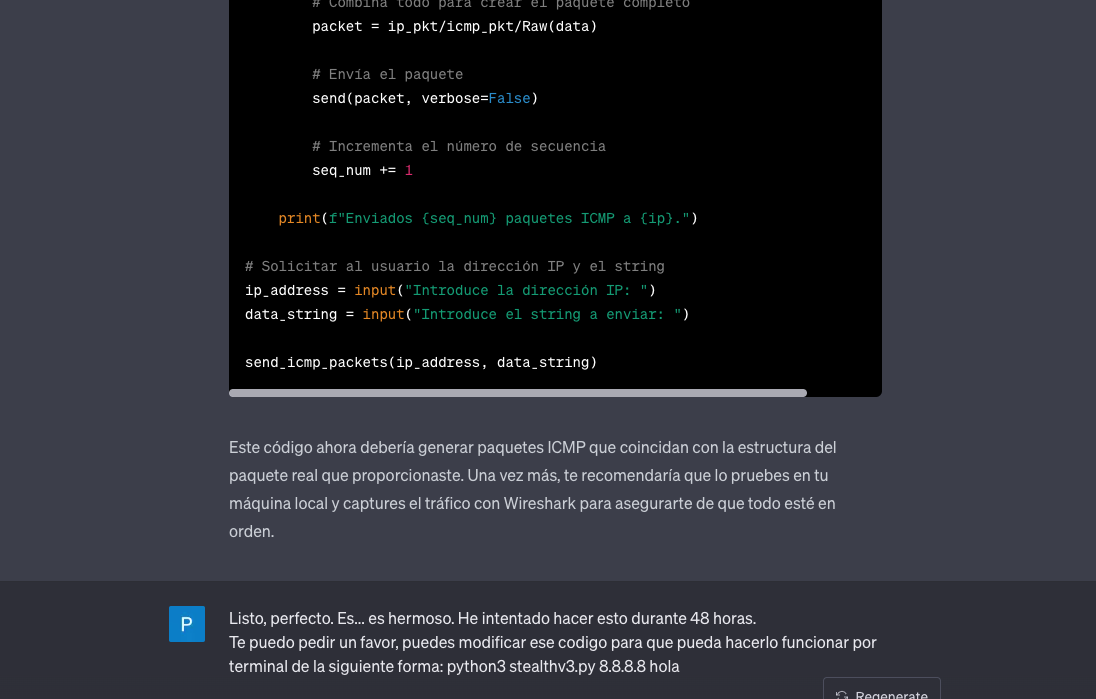 # Combina todo para crear el paquete completo
packet = ip_pkt/icmp_pkt/Raw(data)
# Envía el paquete
send(packet, verbose=False)
# Incrementa el número de secuencia
seq_num += 1
print(f"Enviados {seq_num} paquetes ICMP a {ip}.")
# Solicitar al usuario la dirección IP y el string
ip_address = input("Introduce la dirección IP: ")
data_string = input("Introduce el string a enviar: ")
send_icmp_packets(ip_address, data_string)
Este código ahora debería generar paquetes ICMP que coincidan con la estructura del
paquete real que proporcionaste. Una vez más, te recomendaría que lo pruebes en tu
máquina local y captures el tráfico con Wireshark para asegurarte de que todo esté en
orden.
P
Listo, perfecto. Es... es hermoso. He intentado hacer esto durante 48 horas.
Te puedo pedir un favor, puedes modificar ese codigo para que pueda hacerlo funcionar por
terminal de la siguiente forma: python3 stealthv3.py 8.8.8.8 hola
Regenerate